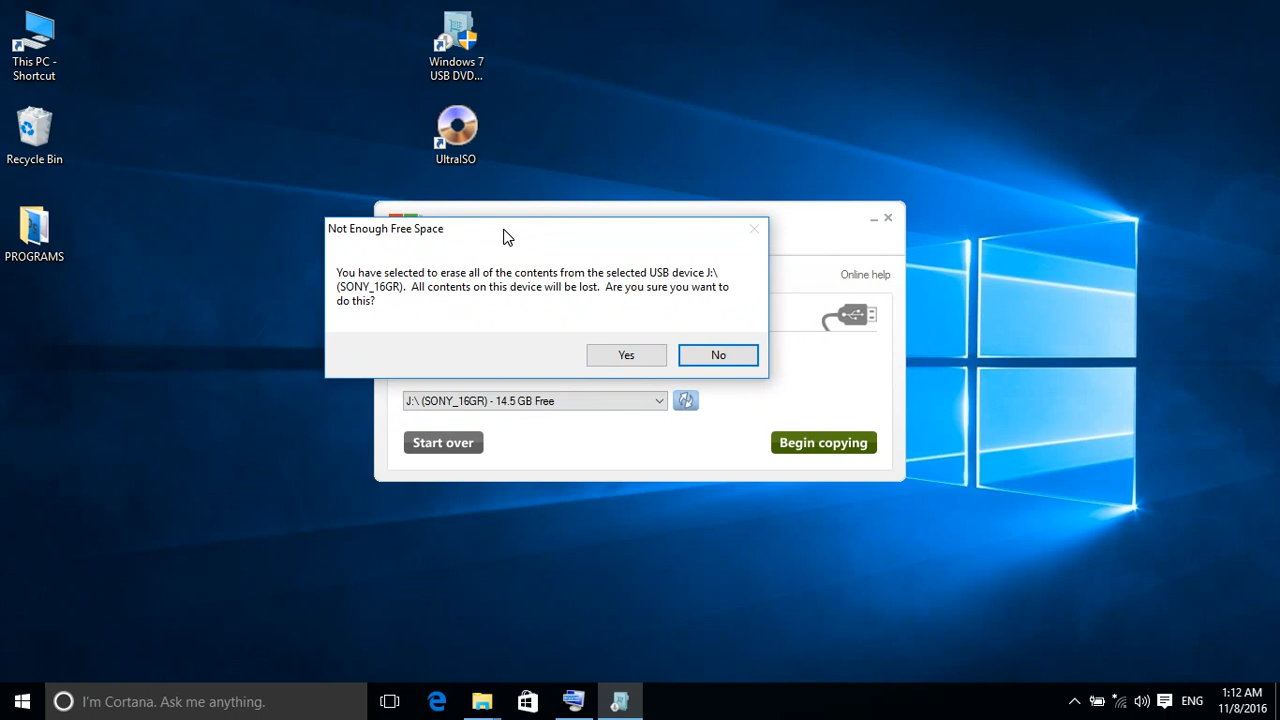 This PC -
Shortcut
Recycle Bin
PROGRAMS
Windows 7
USB DVD...
UltraISO
Not Enough Free Space
You have selected to erase all of the contents from the selected USB device J:\
(SONY_16GR).  All contents on this device will be lost.  Are you sure you want to
do this?
Yes
No
Online help
J:\ (SONY_16GR) - 14.5 GB Free
Start over
Begin copying
I'm Cortana. Ask me anything.
ENG
1:12 AM
11/8/2016